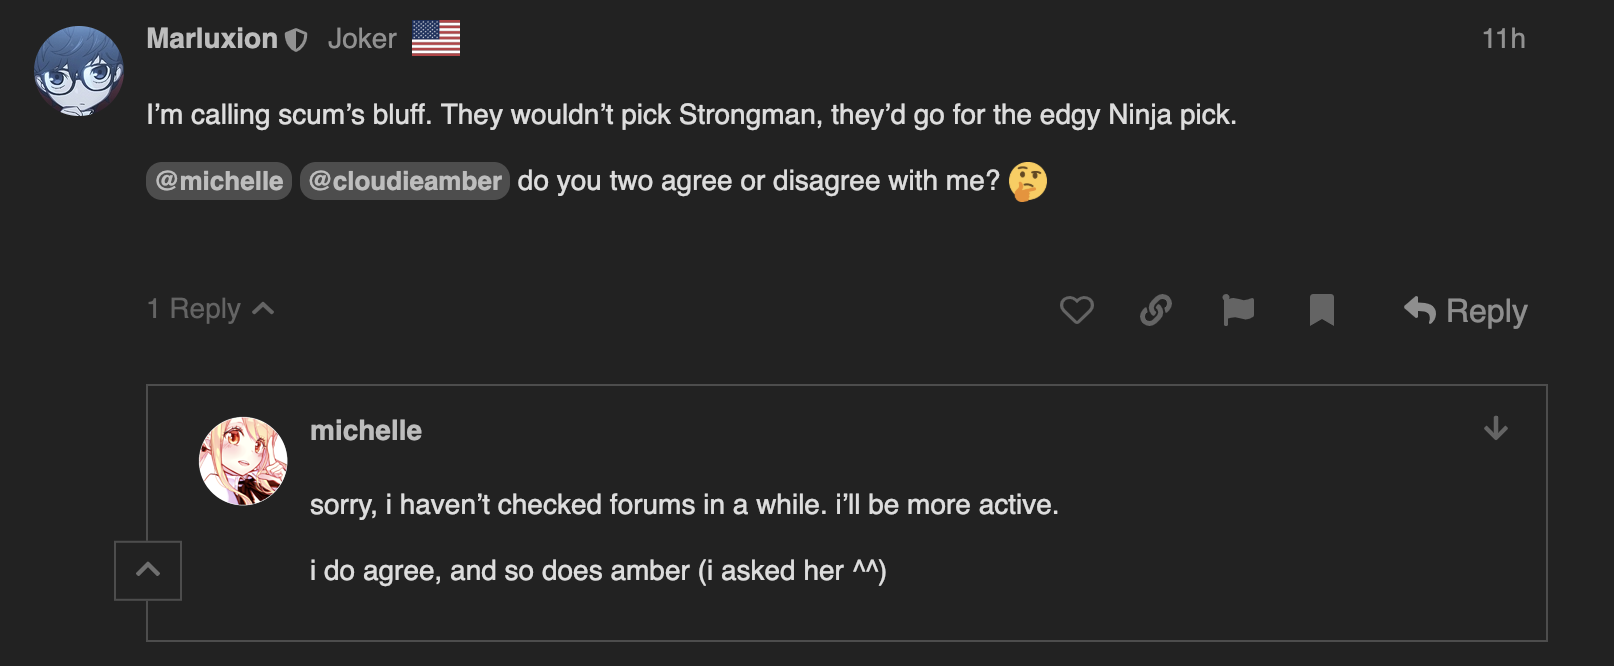 Marluxion Joker
11h
I’m calling scum’s bluff. They wouldn’t pick Strongman, they’d go for the edgy Ninja pick.
@michelle @cloudieamber do you two agree or disagree with me? 🤔
1 Reply
Reply
michelle
sorry, i haven’t checked forums in a while. i’ll be more active.
i do agree, and so does amber (i asked her ^^)